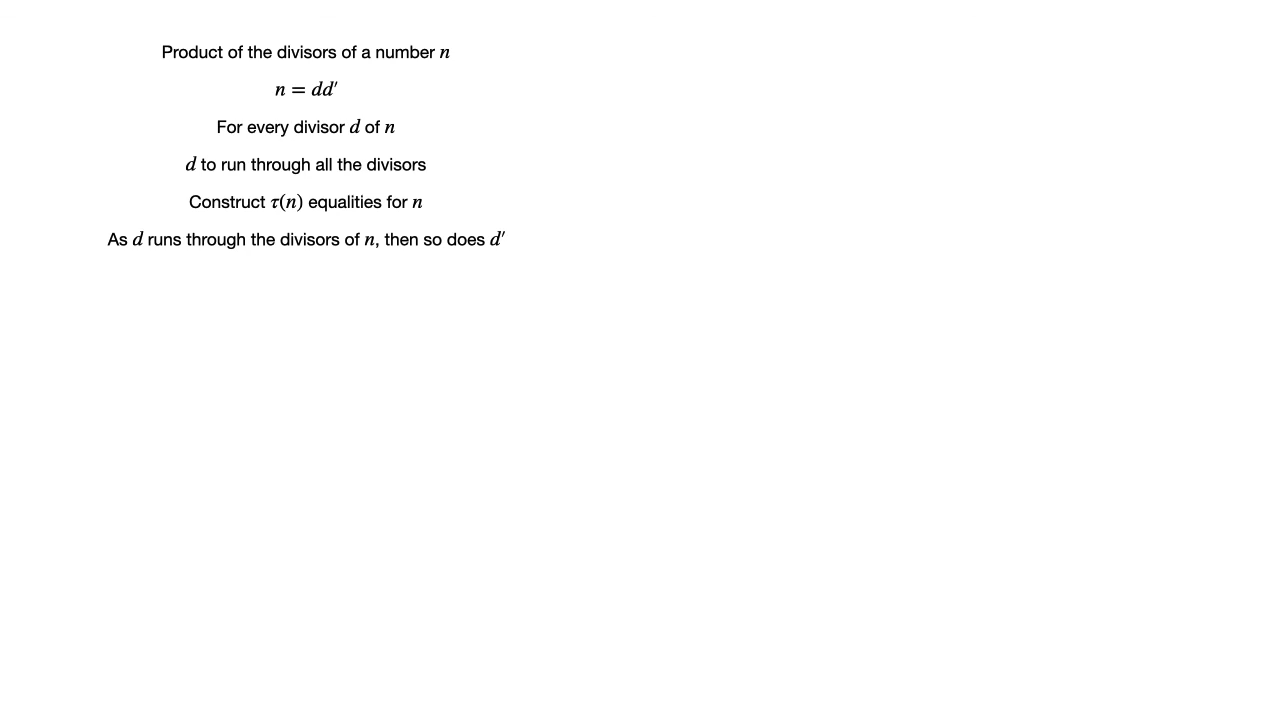 Product of the divisors of a number n
n = dd′
For every divisor d of n
d to run through all the divisors
Construct τ(n) equalities for n
As d runs through the divisors of n, then so does d′